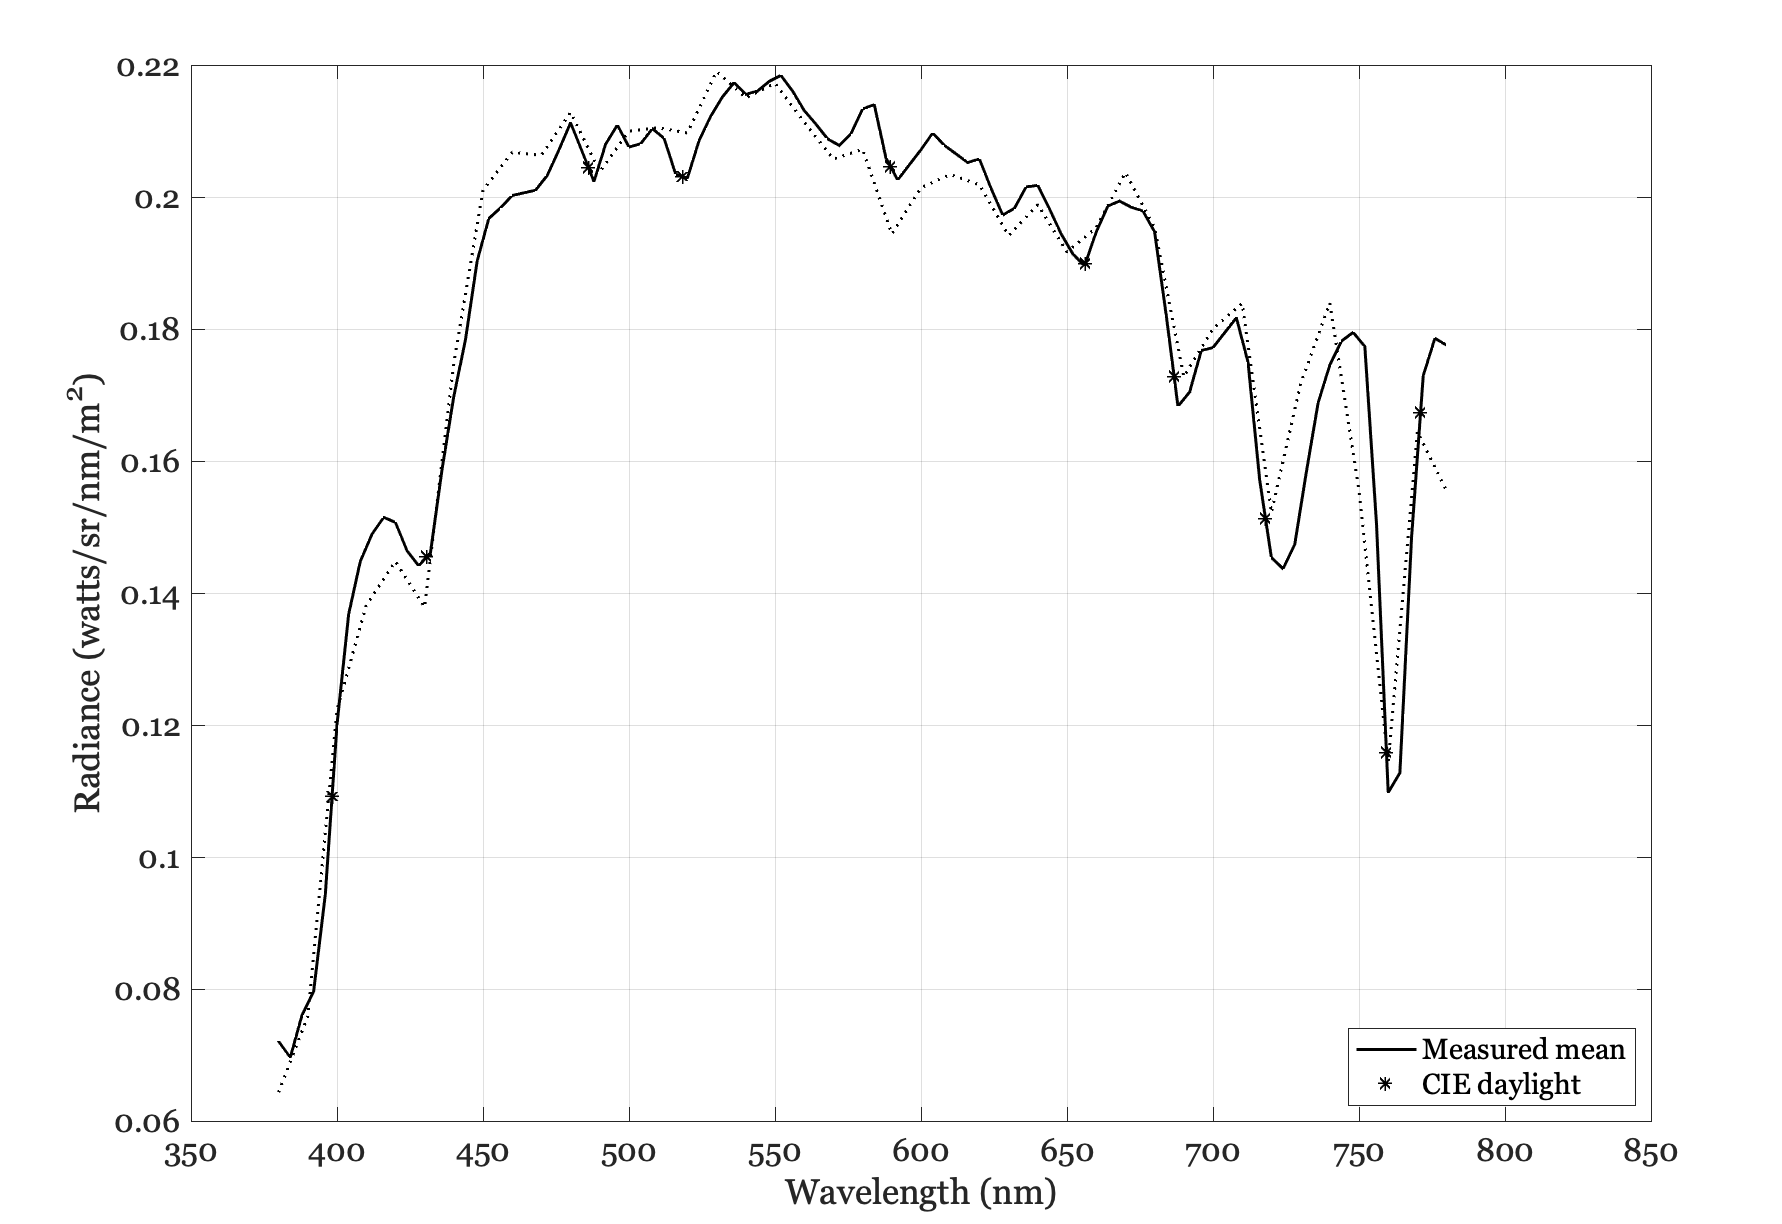 0.22
0.2
0.18
0.16
0.14
0.12
0.1
0.08
0.06
350 400 450 500 550 600 650 700 750 800 850
Wavelength (nm)
Radiance (watts/sr/nm/m²)
Measured mean
CIE daylight